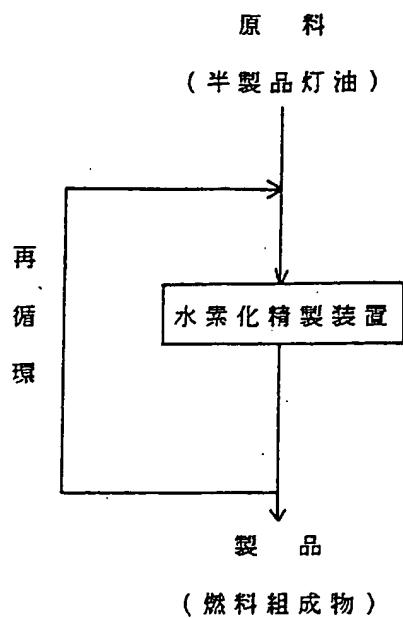 原料
(半製品灯油)
再循環
水素化精製装置
製品
(燃料組成物)